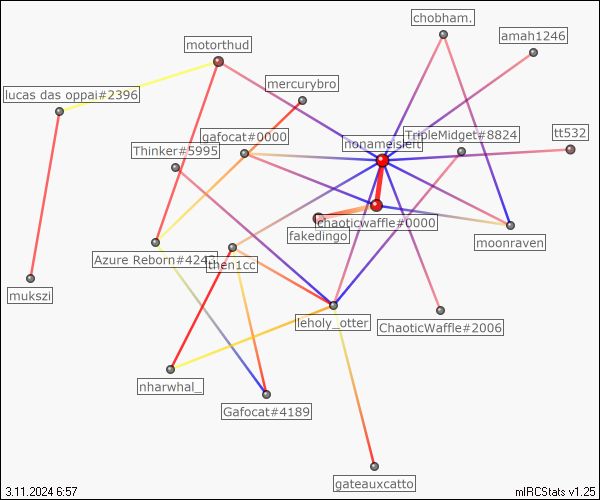 chobham.
amah1246
motorthud
mercurybro
lucas das oppai#2396
gafocat#0000
TripleMidget#8824
tt532
Thinker#5995
chaoticwaffle#0000
fakedingo
moonraven
Azure Reborn#4243
then1cc
mukszi
leholy_otter
ChaoticWaffle#2006
nharwhal_
Gafocat#4189
gateauxcatto
3.11.2024 6:57
mIRCStats v1.25